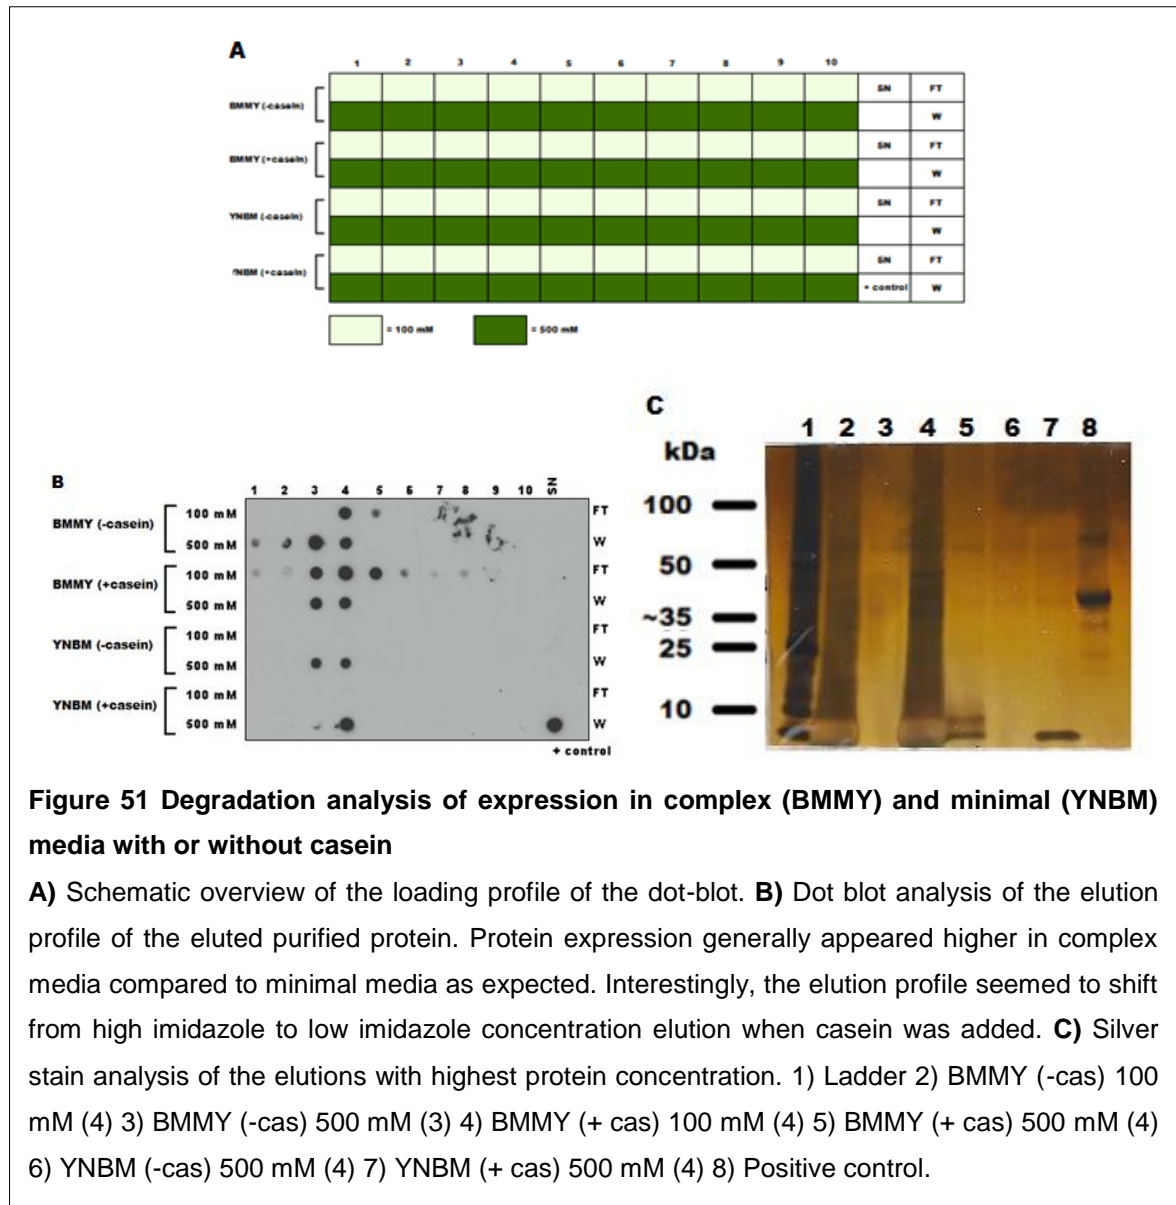 A
1 2 3 4 5 6 7 8 9 10
BMMY (-casein) SN FT
W
BMMY (+casein) SN FT
W
YNBM (-casein) SN FT
W
YNBM (+casein) SN FT
+ control W
= 100 mM = 500 mM
B
1 2 3 4 5 6 7 8 9 10 SN
BMMY (-casein) 100 mM FT
500 mM W
BMMY (+casein) 100 mM FT
500 mM W
YNBM (-casein) 100 mM FT
500 mM W
YNBM (+casein) 100 mM FT
500 mM W
+ control
C
1 2 3 4 5 6 7 8
kDa
100
50
~35
25
10
Figure 51 Degradation analysis of expression in complex (BMMY) and minimal (YNBM)
media with or without casein
A) Schematic overview of the loading profile of the dot-blot. B) Dot blot analysis of the elution
profile of the eluted purified protein. Protein expression generally appeared higher in complex
media compared to minimal media as expected. Interestingly, the elution profile seemed to shift
from high imidazole to low imidazole concentration elution when casein was added. C) Silver
stain analysis of the elutions with highest protein concentration. 1) Ladder 2) BMMY (-cas) 100
mM (4) 3) BMMY (-cas) 500 mM (3) 4) BMMY (+ cas) 100 mM (4) 5) BMMY (+ cas) 500 mM (4)
6) YNBM (-cas) 500 mM (4) 7) YNBM (+ cas) 500 mM (4) 8) Positive control.